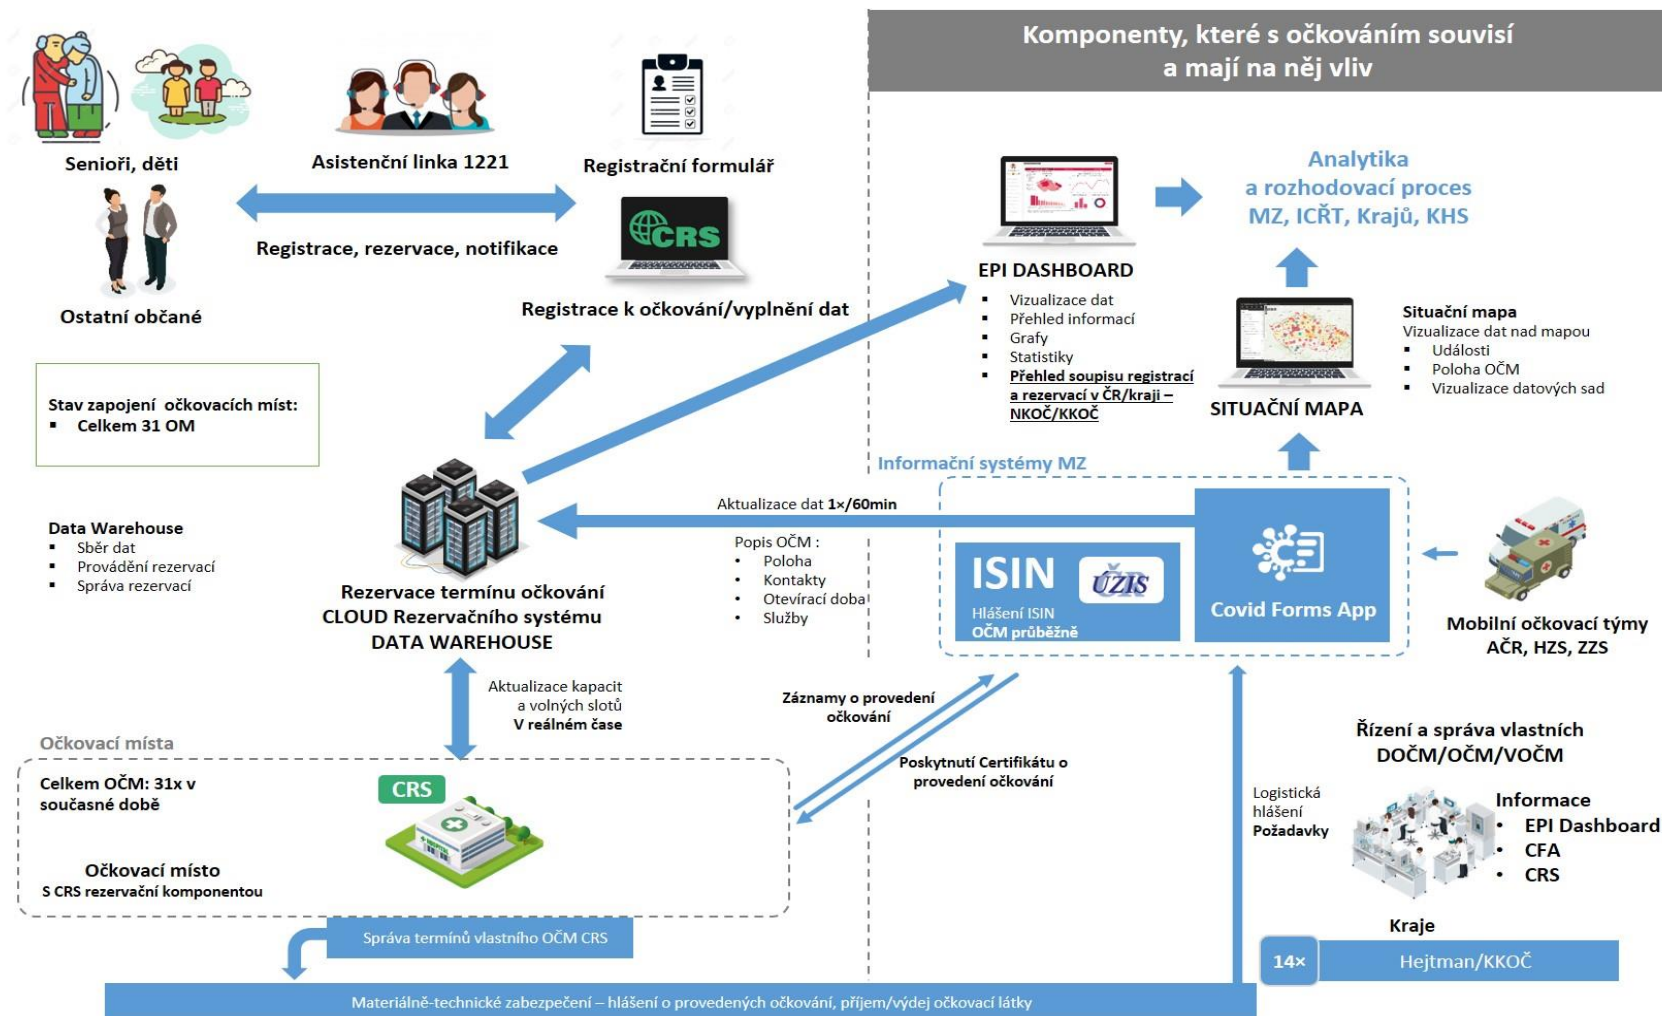 Komponenty, které s očkováním souvisí
a mají na něj vliv
Senioři, děti
Asistenční linka 1221
Registrační formulář
Registrace, rezervace, notifikace
CRS
Ostatní občané
Registrace k očkování/vyplnění dat
Analytika
a rozhodovací proces
MZ, ICŘT, Krajů, KHS
EPI DASHBOARD
▪ Vizualizace dat
▪ Přehled informací
▪ Grafy
▪ Statistiky
▪ Přehled soupisu registrací
a rezervací v ČR/kraji –
NKOČ/KKOČ
SITUAČNÍ MAPA
Situační mapa
Vizualizace dat nad mapou
▪ Události
▪ Poloha OČM
▪ Vizualizace datových sad
Stav zapojení očkovacích míst:
▪ Celkem 31 OM
Data Warehouse
▪ Sběr dat
▪ Provádění rezervací
▪ Správa rezervací
Rezervace termínu očkování
CLOUD Rezervačního systému
DATA WAREHOUSE
Informační systémy MZ
Aktualizace dat 1×/60min
Popis OČM :
• Poloha
• Kontakty
• Otevírací doba
• Služby
ISIN
ÚZIS
Hlášení ISIN
OČM průběžně
Covid Forms App
Mobilní očkovací týmy
AČR, HZS, ZZS
Aktualizace kapacit
a volných slotů
V reálném čase
Záznamy o provedení
očkování
Poskytnutí Certifikátu o
provedení očkování
Očkovací místa
Celkem OČM: 31x v
současné době
CRS
HOSPITAL
Očkovací místo
S CRS rezervační komponentou
Řízení a správa vlastních
DOČM/OČM/VOČM
Logistická
hlášení
Požadavky
Informace
• EPI Dashboard
• CFA
• CRS
Kraje
14×
Hejtman/KKOČ
Správa termínů vlastního OČM CRS
Materiálně-technické zabezpečení – hlášení o provedených očkování, příjem/výdej očkovací látky